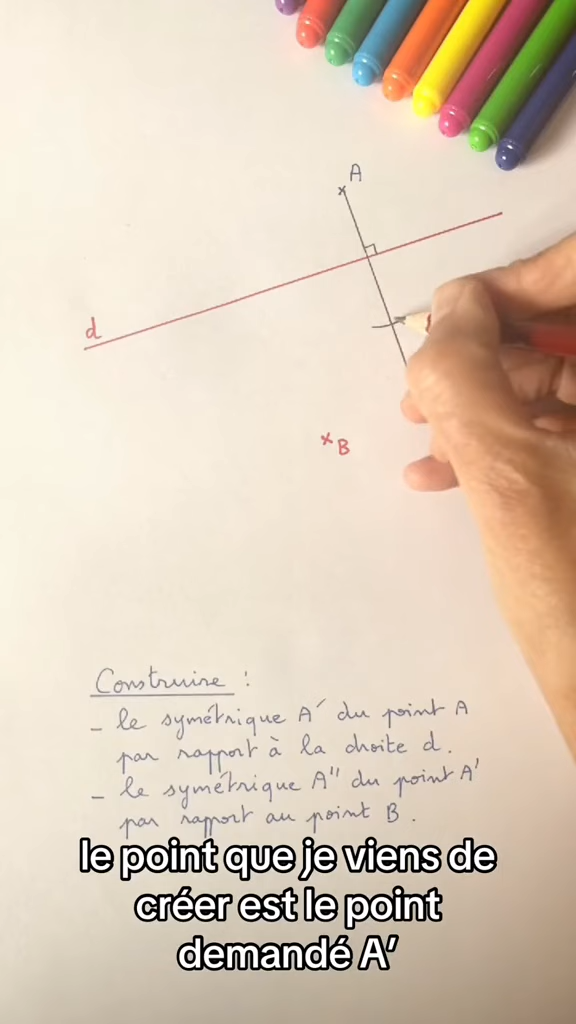 A
d
B
Construire :
- le symétrique A' du point A
par rapport à la droite d.
- le symétrique A'' du point A'
par rapport au point B.
le point que je viens de
créer est le point
demandé A'